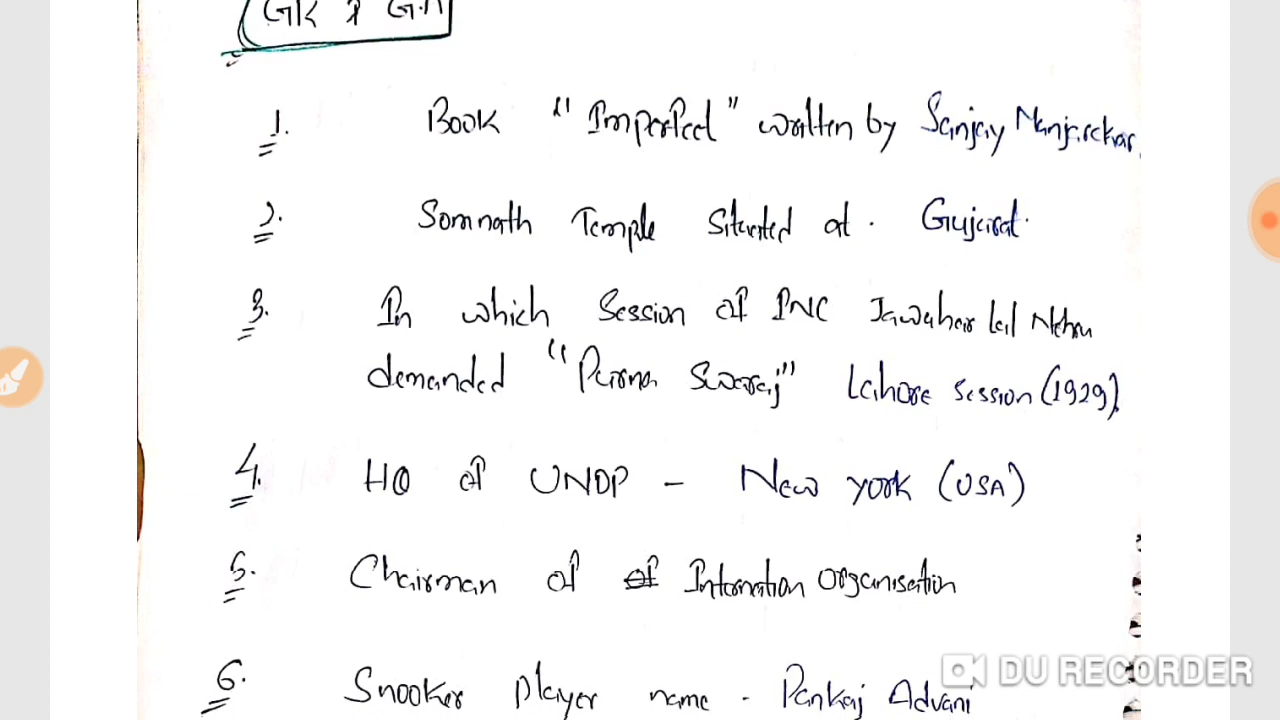 1. Book "Imperfect" written by Sanjay Manjrekar.
2. Somnath Temple Situated at. Gujarat.
3. In which Session of INC Jawahar Lal Nehru
demanded "Purna Swaraj" Lahore Session (1929).
4. HQ of UNDP - New york (USA)
5. Chairman of of Internation Organisation
6. Snooker player name - Pankaj Advani
DU RECORDER